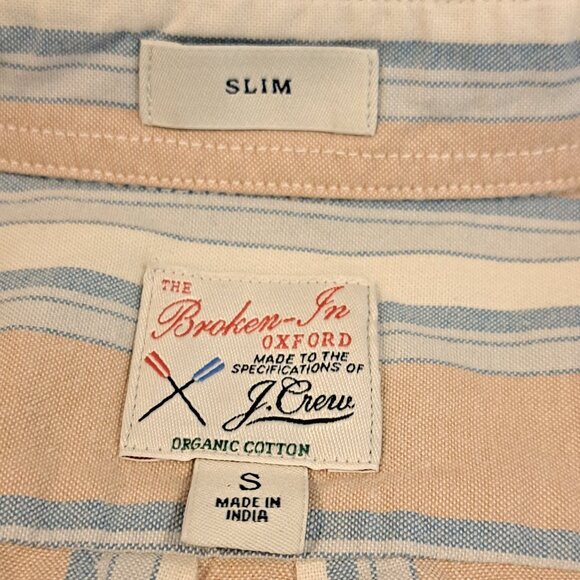 SLIM
THE
Broken-In
OXFORD
MADE TO THE
SPECIFICATIONS OF
J.Crew
ORGANIC COTTON
S
MADE IN
INDIA